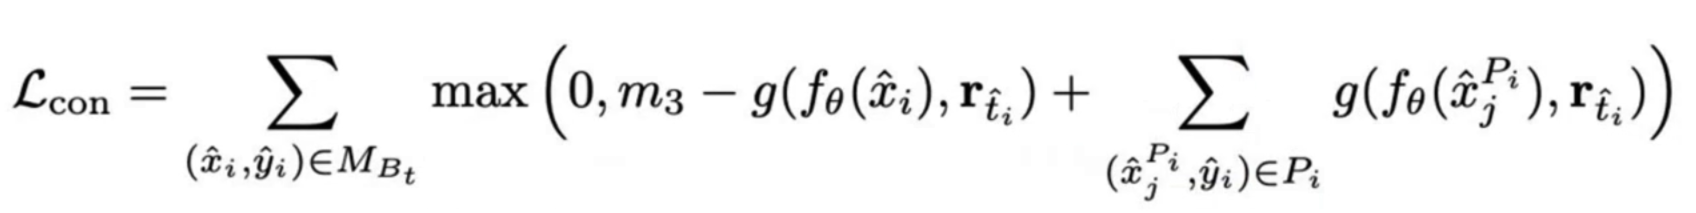 $\mathcal{L}_{\text{con}} = \sum_{(\hat{x}_i, \hat{y}_i) \in M_{B_t}} \max \left( 0, m_3 - g(f_\theta(\hat{x}_i), \mathbf{r}_{\hat{t}_i}) + \sum_{(\hat{x}_j^{P_i}, \hat{y}_i) \in P_i} g(f_\theta(\hat{x}_j^{P_i}), \mathbf{r}_{\hat{t}_i}) \right)$